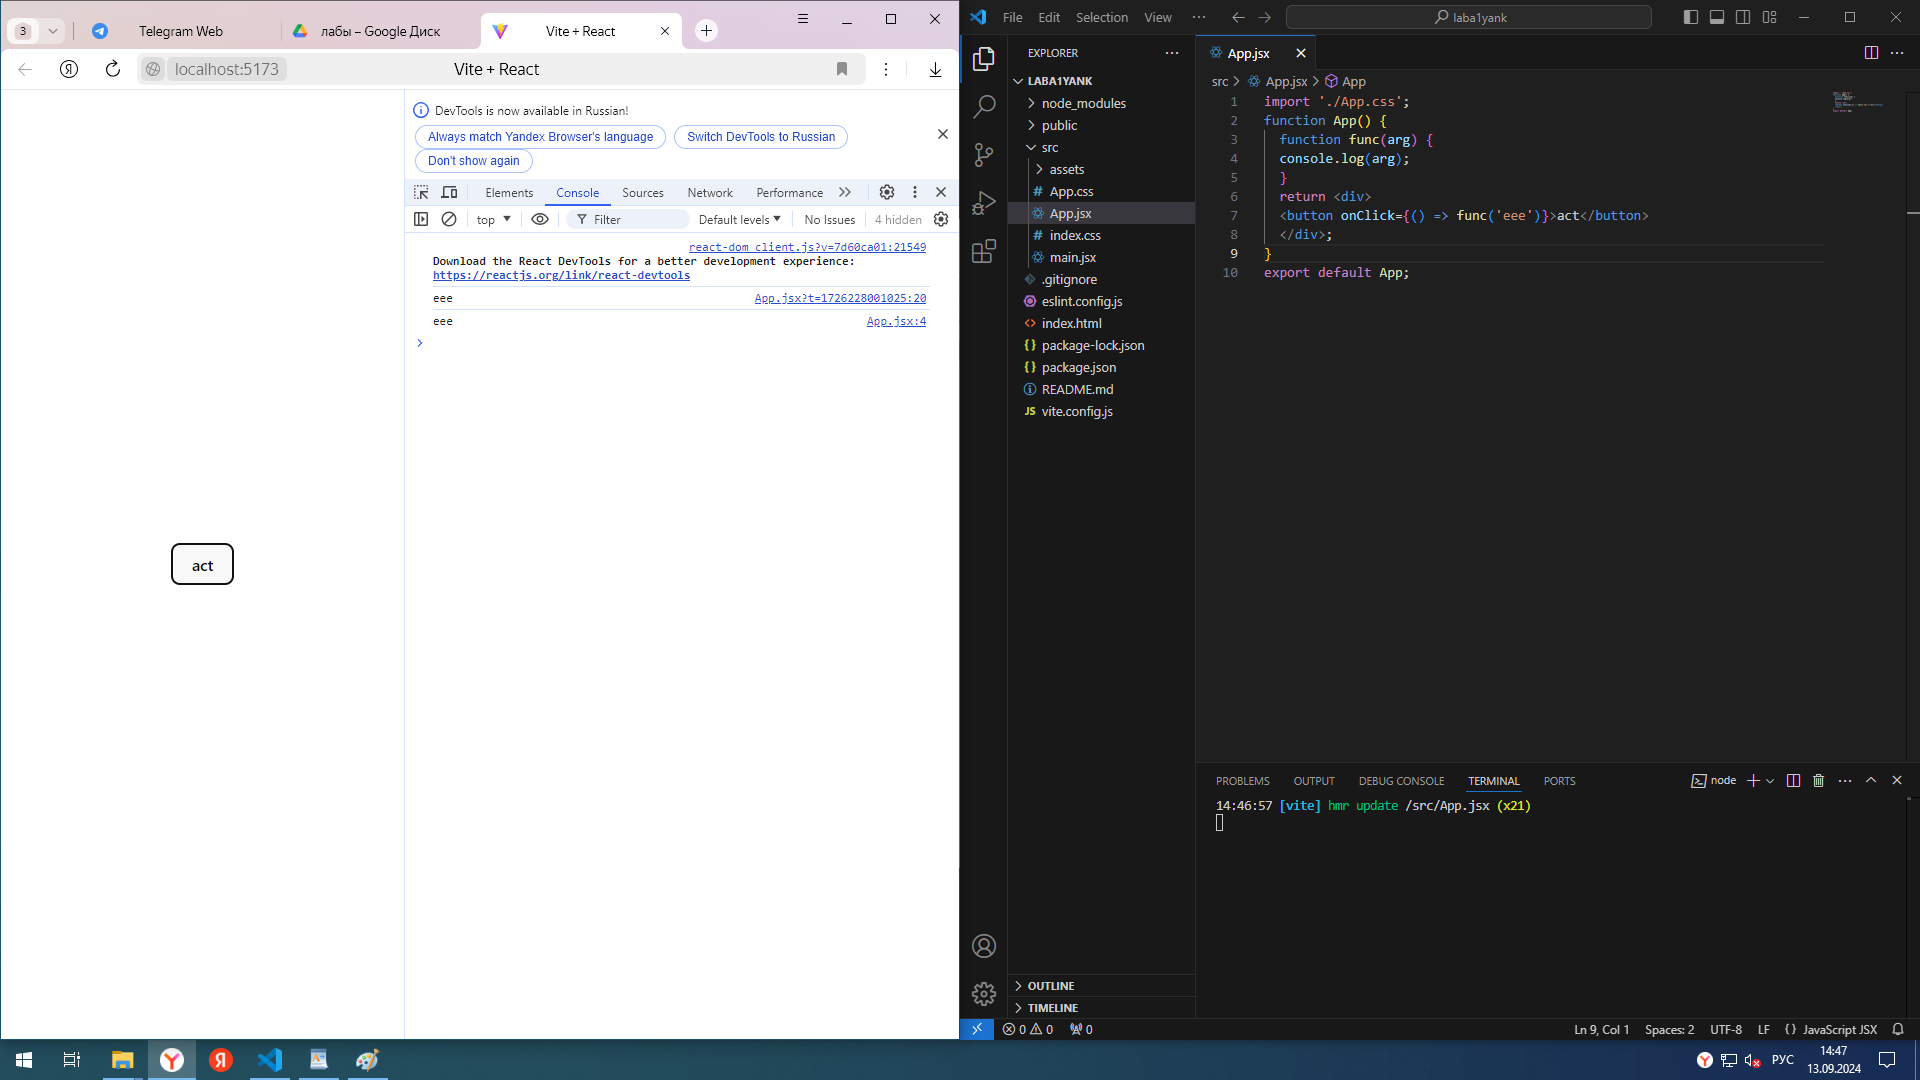 3
Telegram Web
лабы – Google Диск
Vite + React
localhost:5173
Vite + React
DevTools is now available in Russian!
Always match Yandex Browser's language
Switch DevTools to Russian
Don't show again
Elements
Console
Sources
Network
Performance
top
Filter
Default levels
No Issues
4 hidden
react-dom_client.js?v=7d60ca01:21549
Download the React DevTools for a better development experience:
https://reactjs.org/link/react-devtools
eee App.jsx?t=1726228001025:20
eee App.jsx:4
act
File Edit Selection View
laba1yank
EXPLORER
LABA1YANK
node_modules
public
src
assets
App.css
App.jsx
index.css
main.jsx
.gitignore
eslint.config.js
index.html
package-lock.json
package.json
README.md
vite.config.js
OUTLINE
TIMELINE
App.jsx
src > App.jsx > App
1 import './App.css';
2 function App() {
3 function func(arg) {
4 console.log(arg);
5 }
6 return <div>
7 <button onClick={() => func('eee')}>act</button>
8 </div>;
9 }
10 export default App;
PROBLEMS OUTPUT DEBUG CONSOLE TERMINAL PORTS
node
14:46:57 [vite] hmr update /src/App.jsx (x21)
0 0 0
Ln 9, Col 1 Spaces: 2 UTF-8 LF {} JavaScript JSX
РУС
14:47
13.09.2024